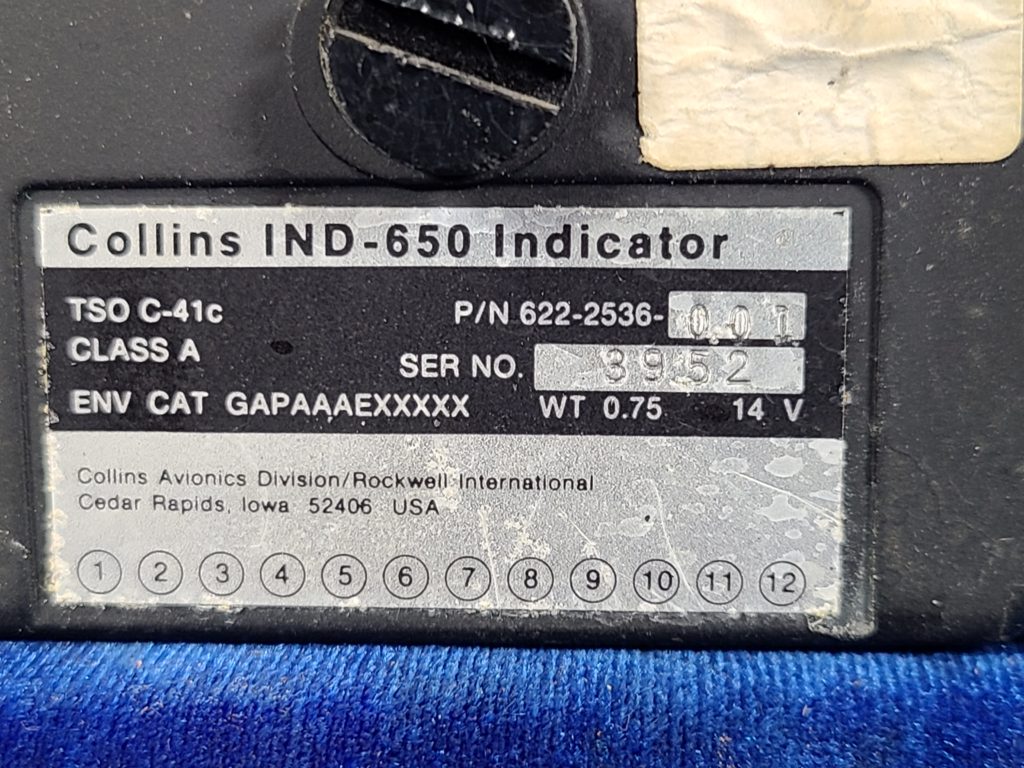 Collins IND-650 Indicator
TSO C-41c P/N 622-2536-001
CLASS A SER NO. 3952
ENV CAT GAPAAAEXXXXX WT 0.75 14 V
Collins Avionics Division/Rockwell International
Cedar Rapids, Iowa 52406 USA
1 2 3 4 5 6 7 8 9 10 11 12